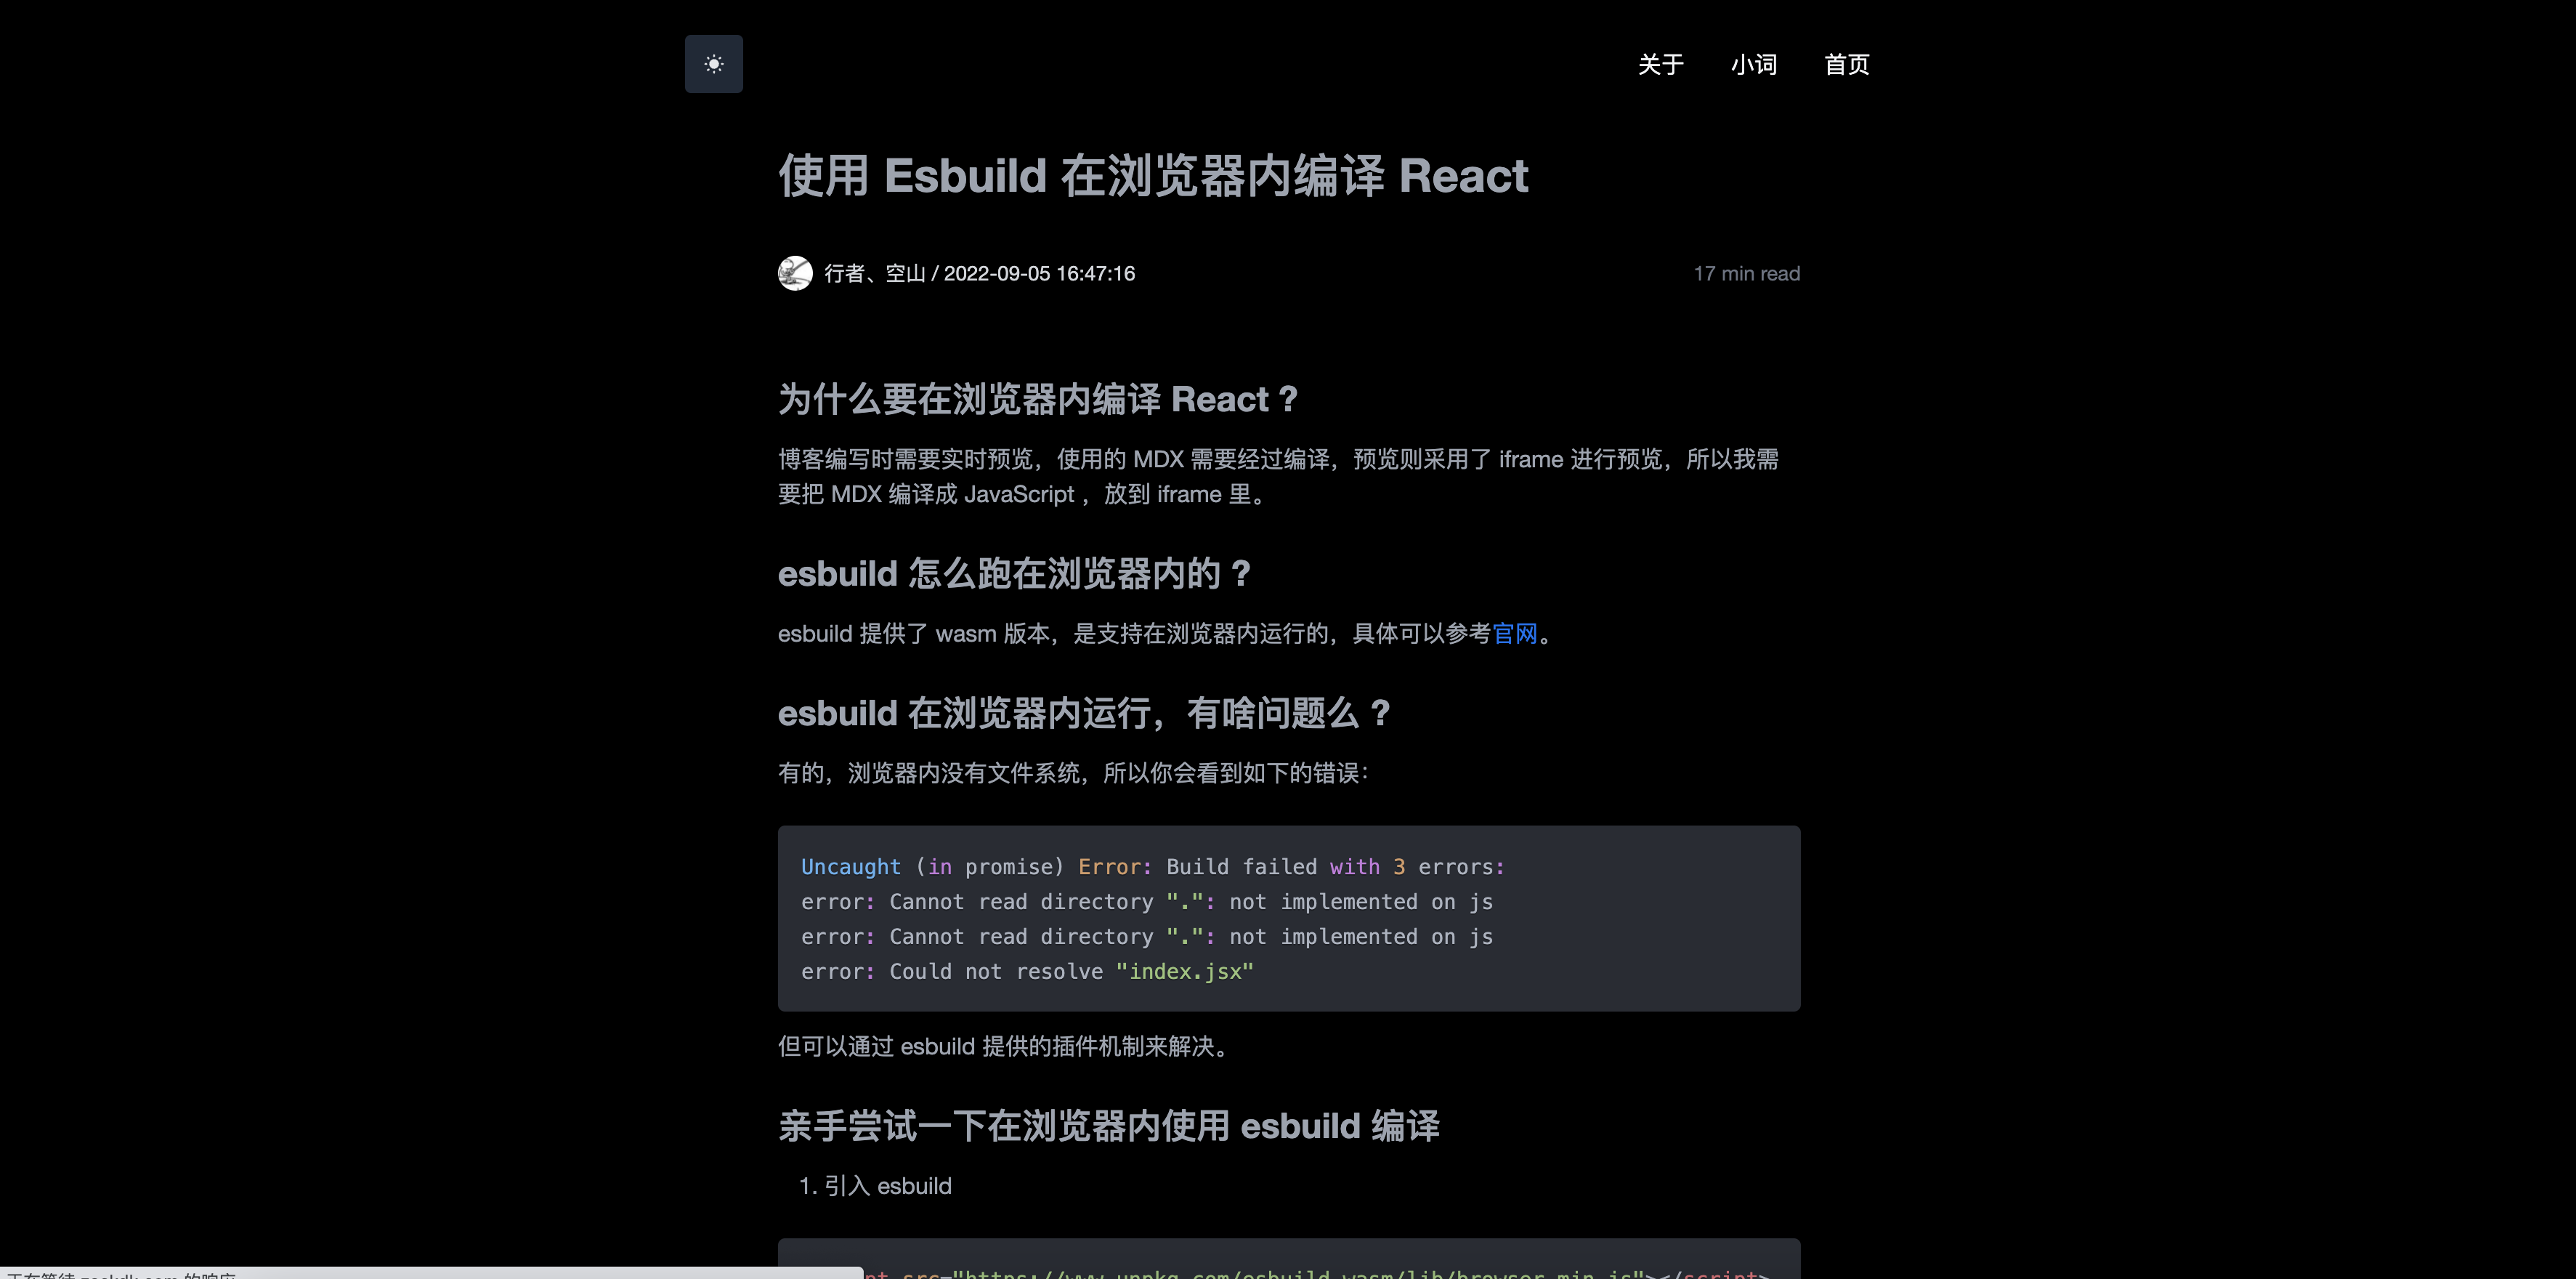 关于 小词 首页
使用 Esbuild 在浏览器内编译 React
行者、空山 / 2022-09-05 16:47:16 17 min read
为什么要在浏览器内编译 React ?
博客编写时需要实时预览，使用的 MDX 需要经过编译，预览则采用了 iframe 进行预览，所以我需
要把 MDX 编译成 JavaScript ，放到 iframe 里。
esbuild 怎么跑在浏览器内的 ?
esbuild 提供了 wasm 版本，是支持在浏览器内运行的，具体可以参考官网。
esbuild 在浏览器内运行，有啥问题么 ?
有的，浏览器内没有文件系统，所以你会看到如下的错误：
Uncaught (in promise) Error: Build failed with 3 errors:
error: Cannot read directory ".": not implemented on js
error: Cannot read directory ".": not implemented on js
error: Could not resolve "index.jsx"
但可以通过 esbuild 提供的插件机制来解决。
亲手尝试一下在浏览器内使用 esbuild 编译
1. 引入 esbuild
src="https://www.unpkg.com/esbuild-wasm/lib/browser.min.js"></script>